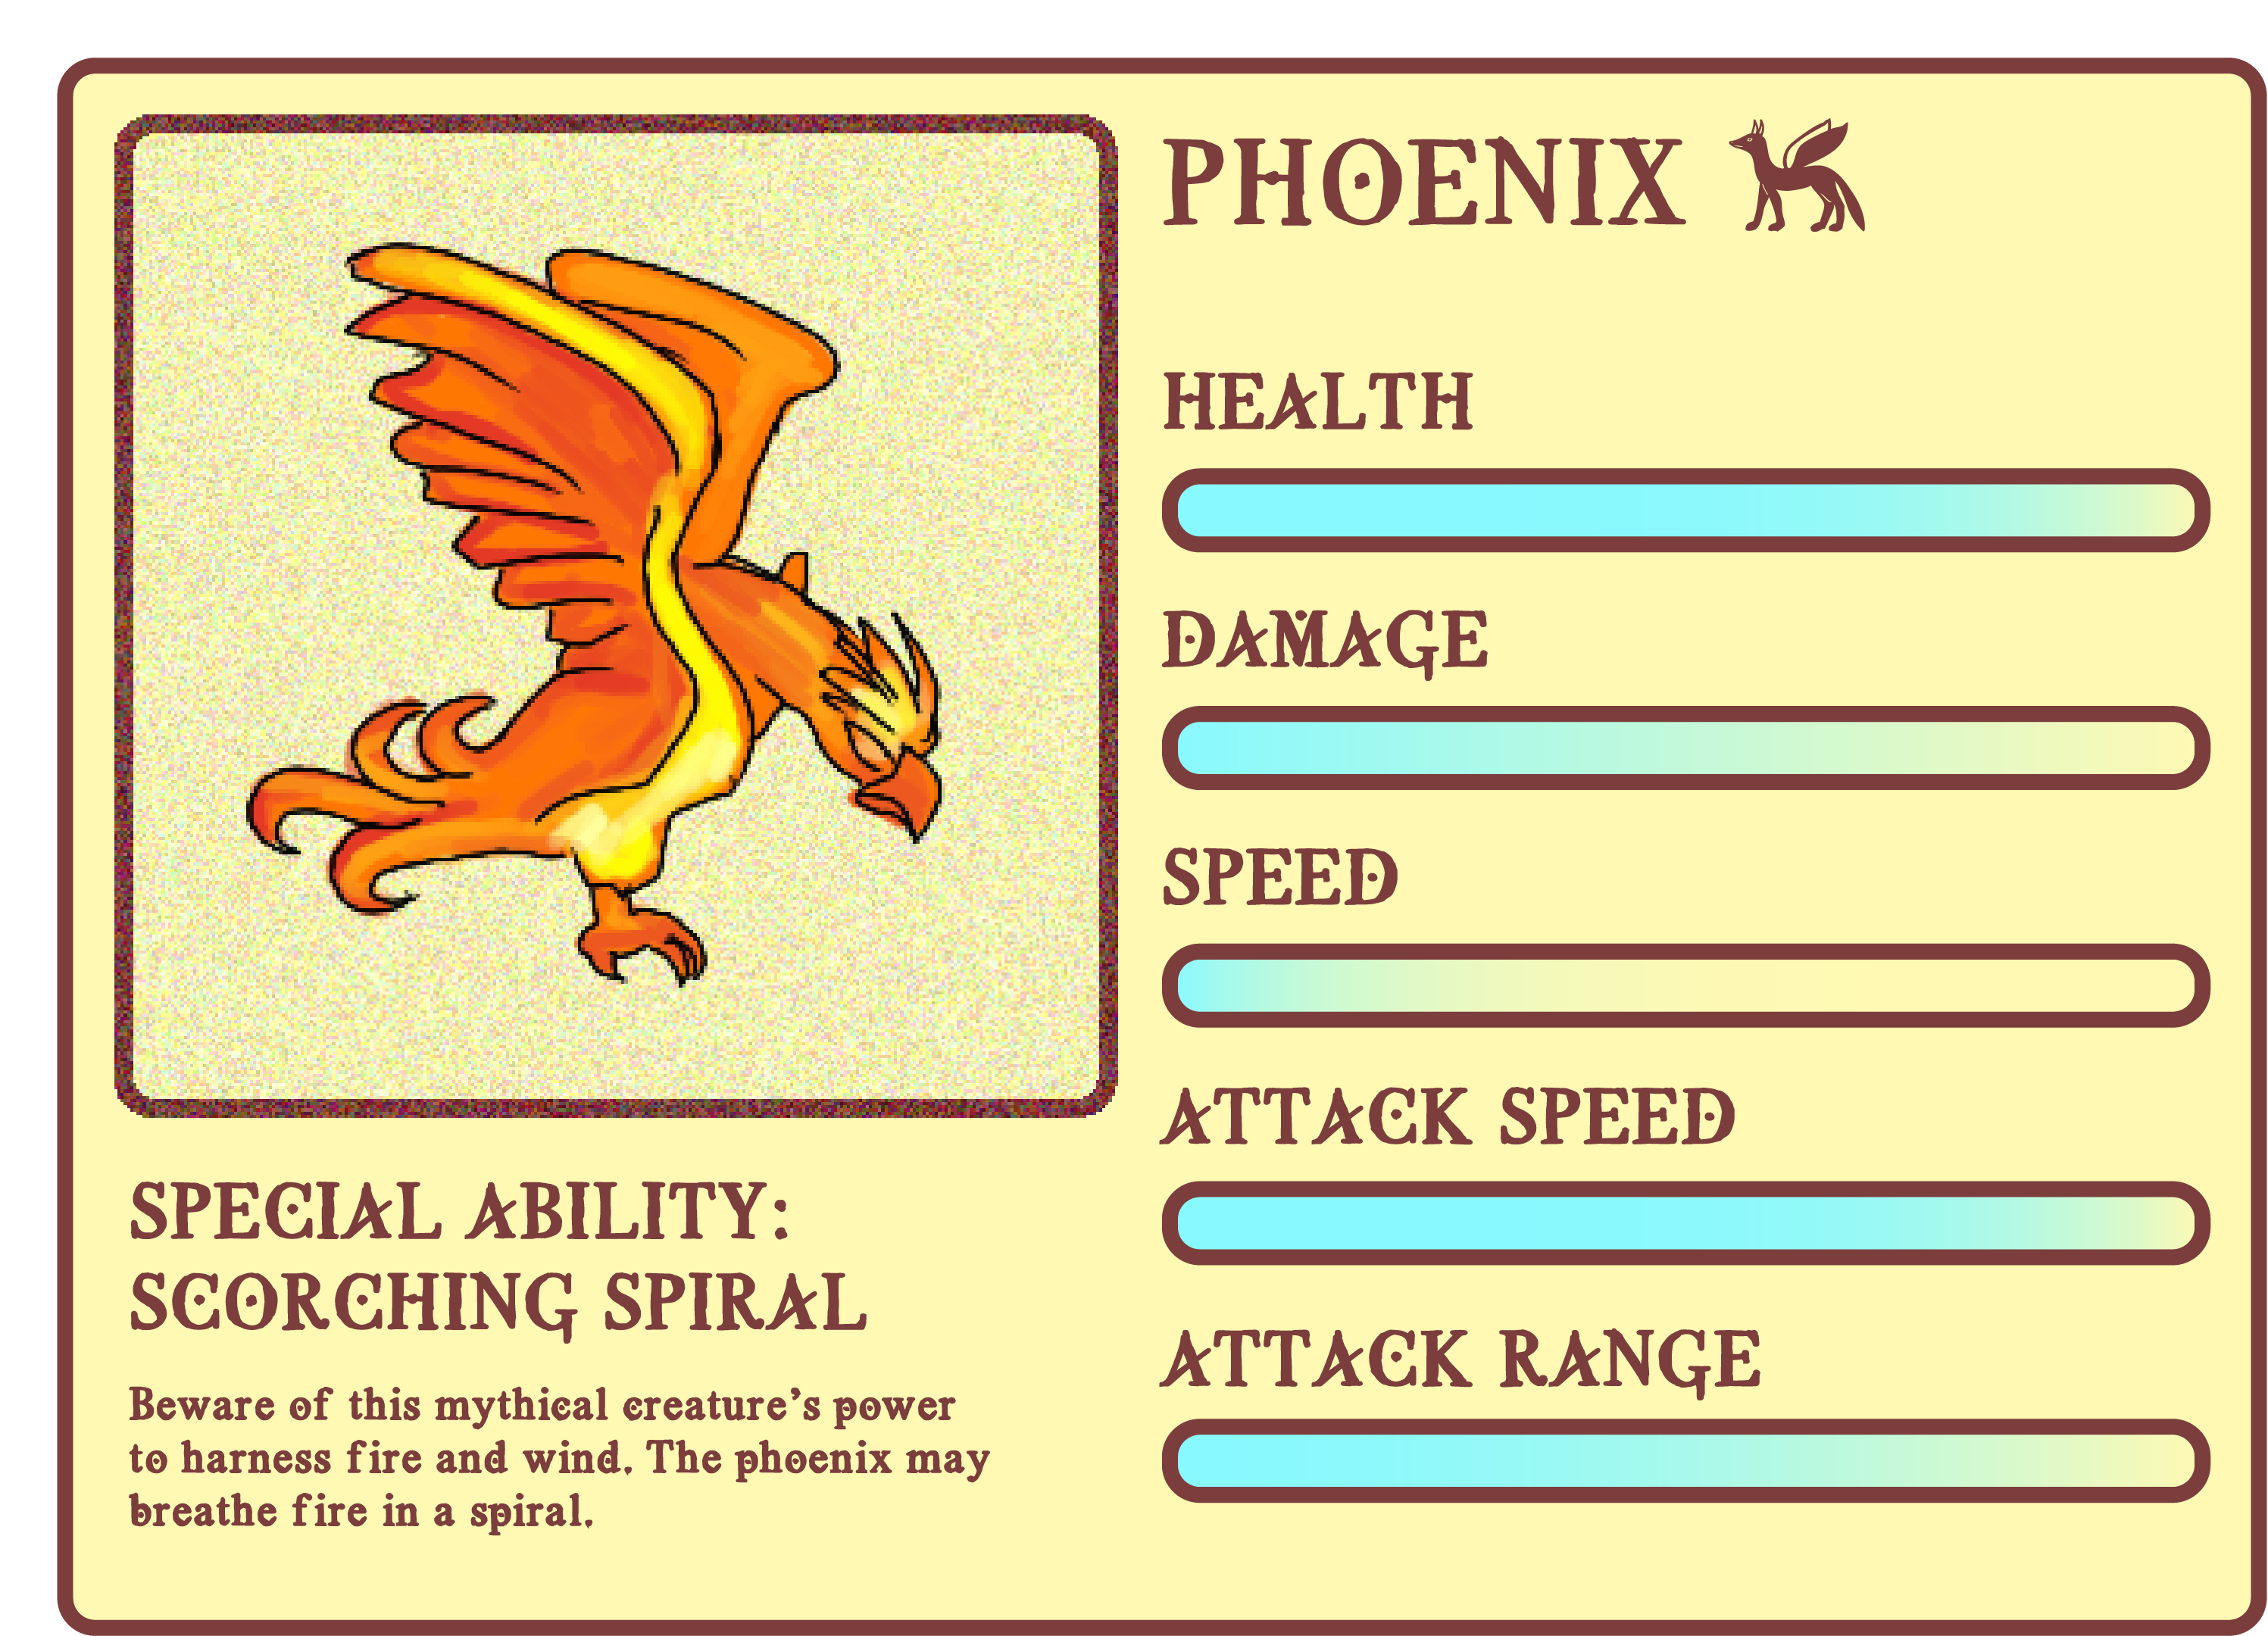 PHOENIX
HEALTH
DAMAGE
SPEED
ATTACK SPEED
ATTACK RANGE
SPECIAL ABILITY:
SCORCHING SPIRAL
Beware of this mythical creature's power
to harness fire and wind. The phoenix may
breathe fire in a spiral.